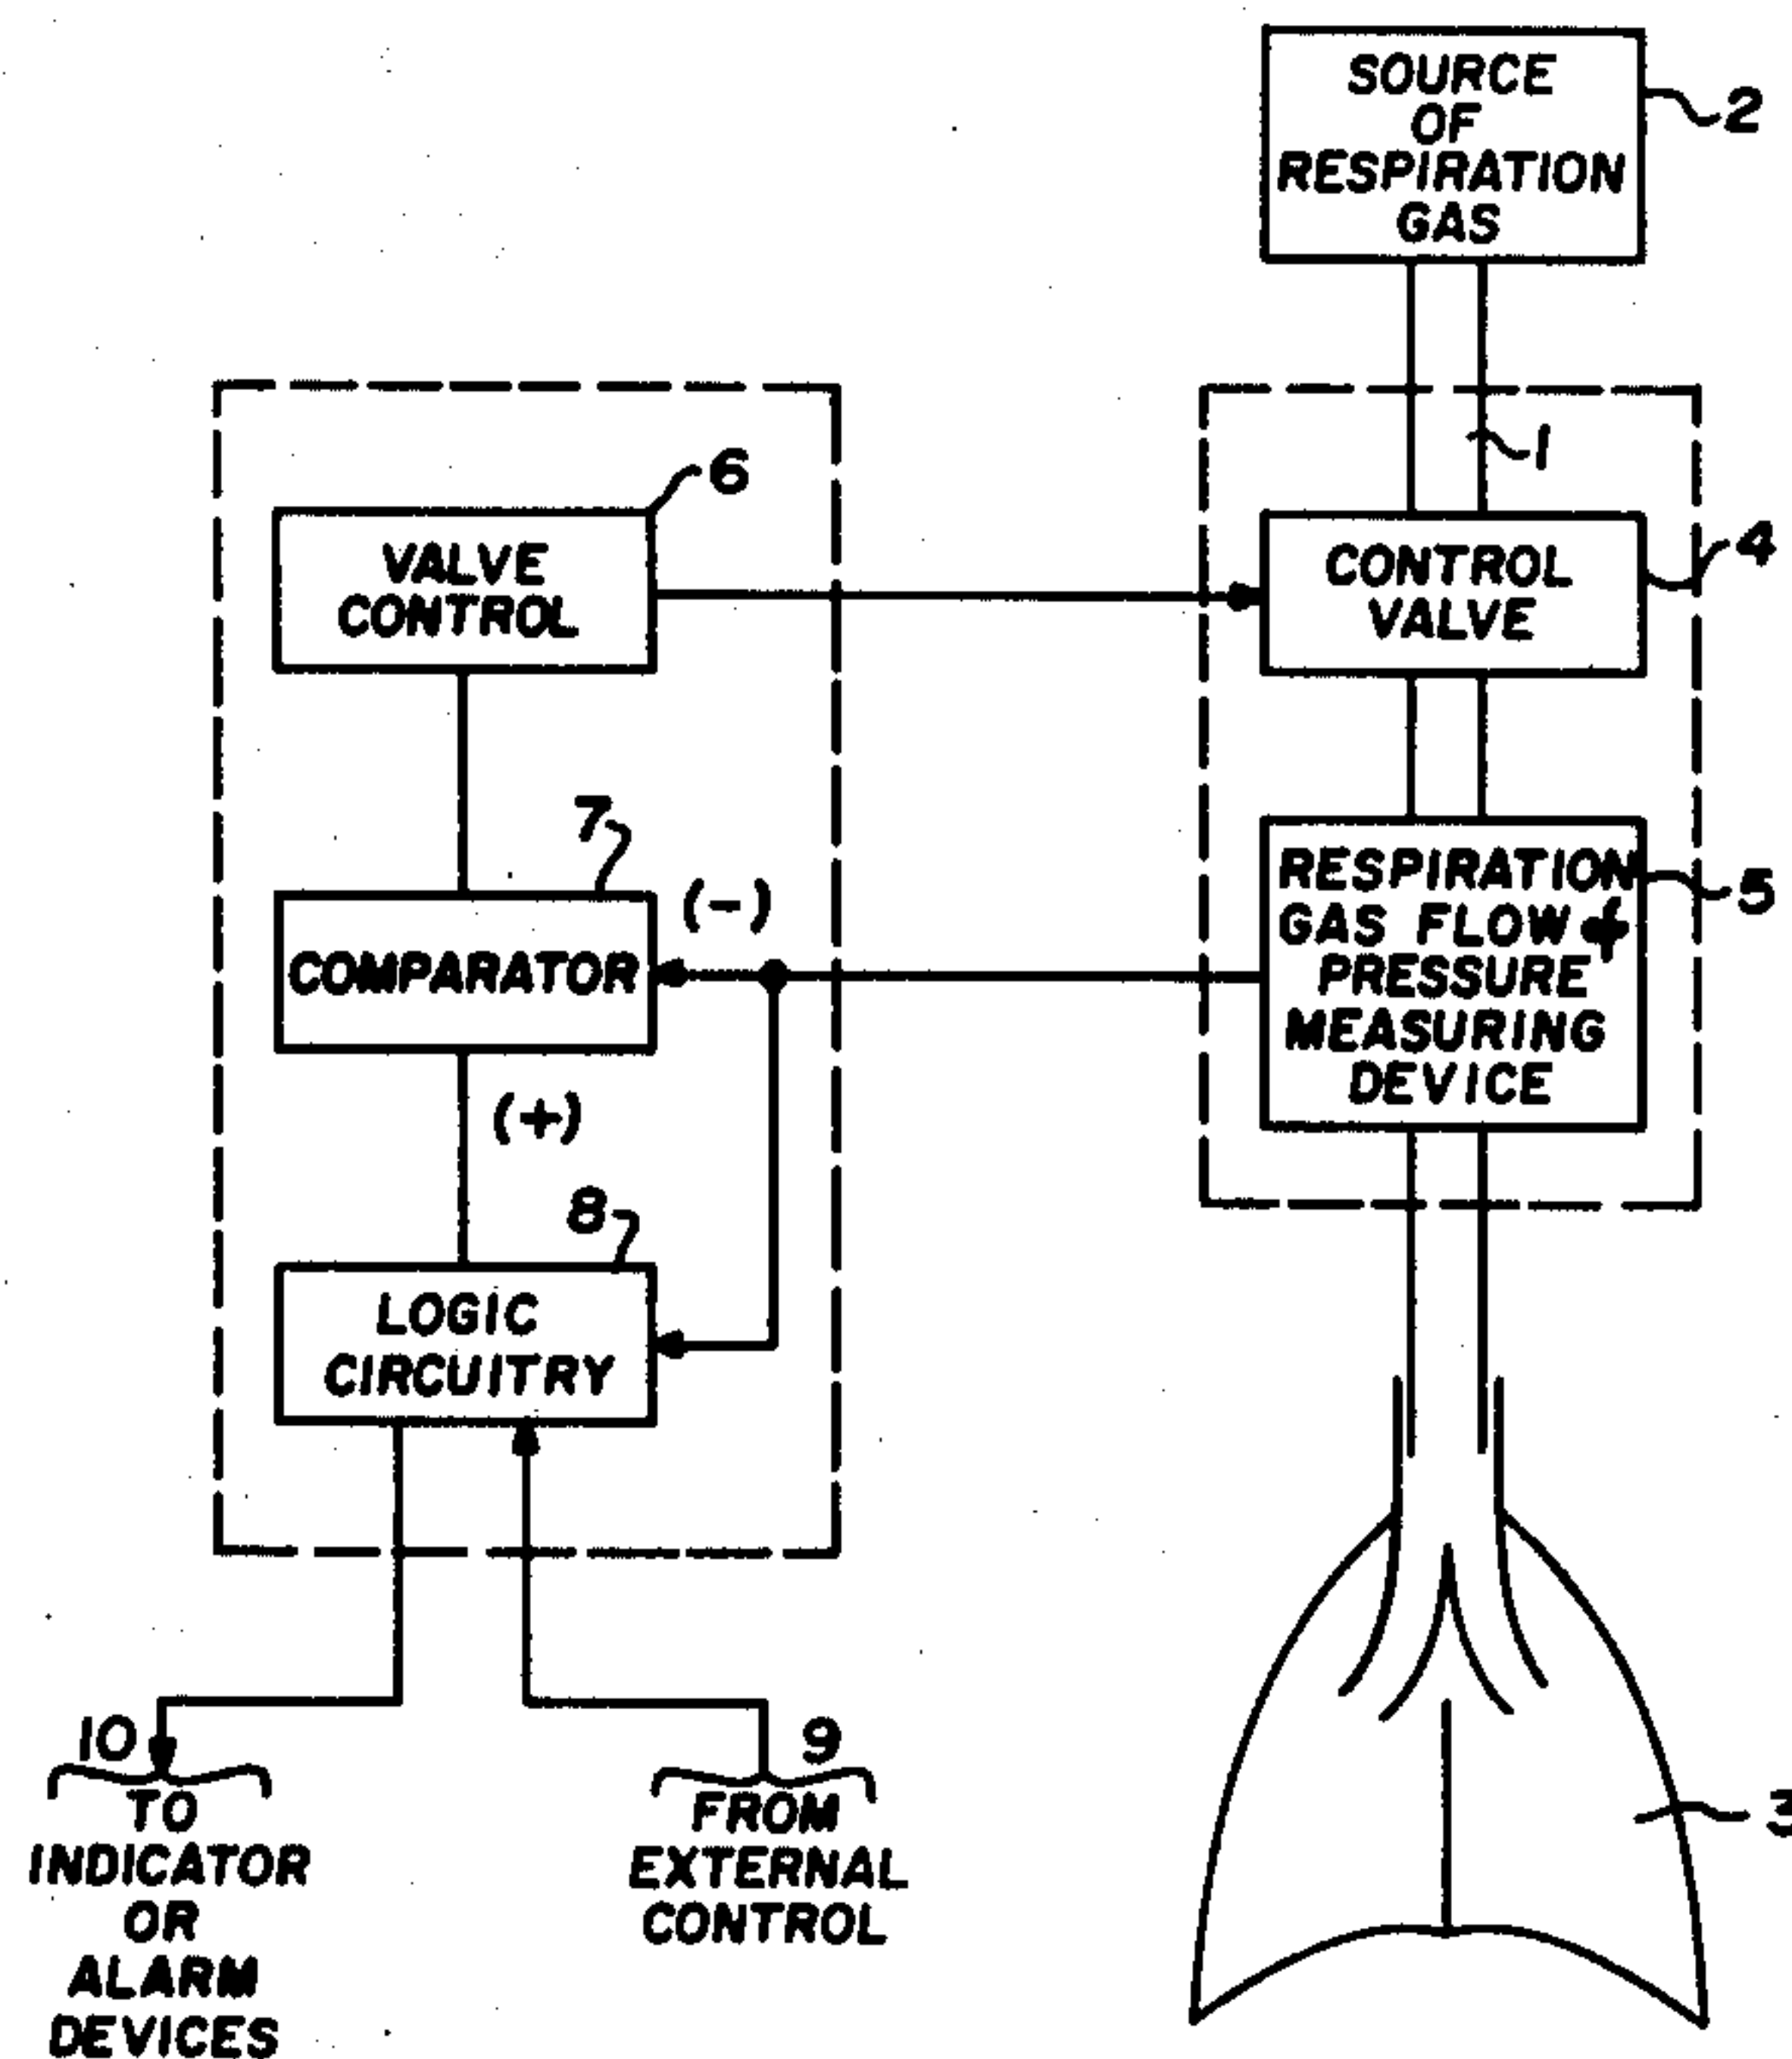 SOURCE
OF
RESPIRATION
GAS
2
1
6
VALVE
CONTROL
CONTROL
VALVE
4
7
(-)
COMPARATOR
RESPIRATION
GAS FLOW &
PRESSURE
MEASURING
DEVICE
5
(+)
8
LOGIC
CIRCUITRY
10
TO
INDICATOR
OR
ALARM
DEVICES
9
FROM
EXTERNAL
CONTROL
3